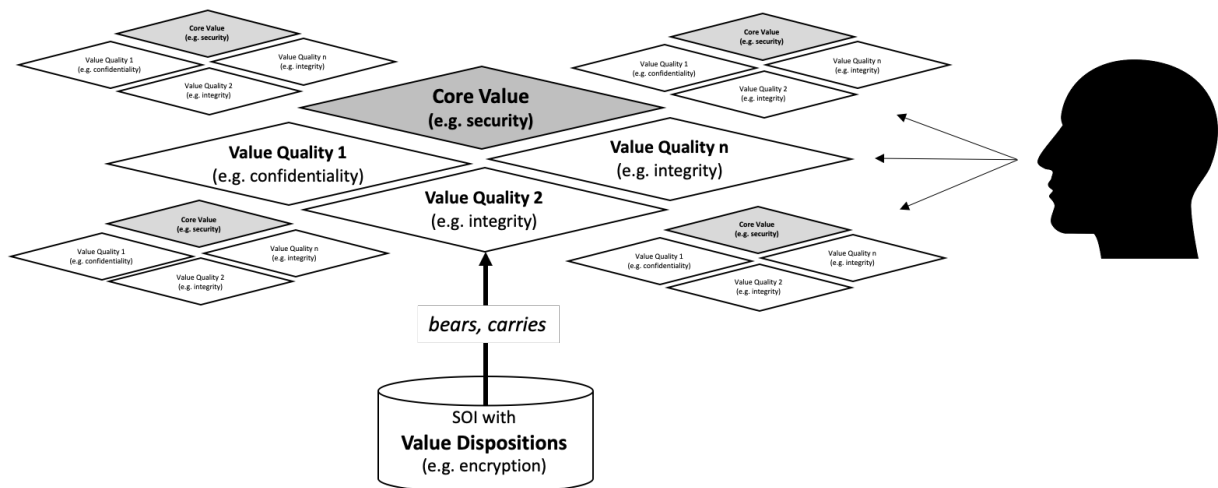 Core Value
(e.g. security)
Value Quality 1
(e.g. confidentiality)
Value Quality n
(e.g. integrity)
Value Quality 2
(e.g. integrity)
Core Value
(e.g. security)
Value Quality 1
(e.g. confidentiality)
Value Quality n
(e.g. integrity)
Value Quality 2
(e.g. integrity)
Core Value
(e.g. security)
Value Quality 1
(e.g. confidentiality)
Value Quality n
(e.g. integrity)
Value Quality 2
(e.g. integrity)
Core Value
(e.g. security)
Value Quality 1
(e.g. confidentiality)
Value Quality n
(e.g. integrity)
Value Quality 2
(e.g. integrity)
Core Value
(e.g. security)
Value Quality 1
(e.g. confidentiality)
Value Quality n
(e.g. integrity)
Value Quality 2
(e.g. integrity)
bears, carries
SOI with
Value Dispositions
(e.g. encryption)